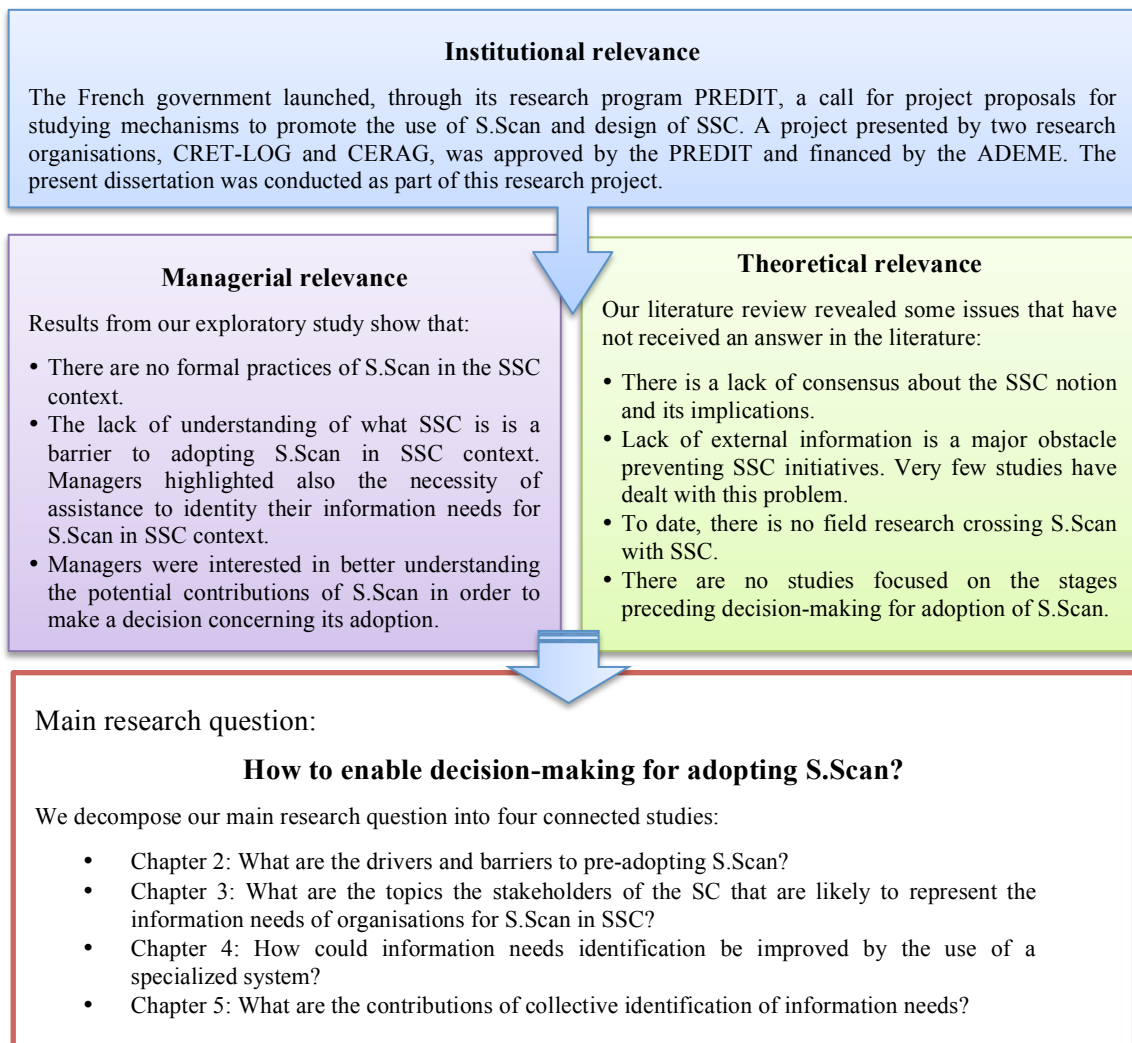 Institutional relevance
The French government launched, through its research program PREDIT, a call for project proposals for
studying mechanisms to promote the use of S.Scan and design of SSC. A project presented by two research
organisations, CRET-LOG and CERAG, was approved by the PREDIT and financed by the ADEME. The
present dissertation was conducted as part of this research project.
Managerial relevance
Results from our exploratory study show that:
• There are no formal practices of S.Scan in the SSC
context.
• The lack of understanding of what SSC is is a
barrier to adopting S.Scan in SSC context.
Managers highlighted also the necessity of
assistance to identity their information needs for
S.Scan in SSC context.
• Managers were interested in better understanding
the potential contributions of S.Scan in order to
make a decision concerning its adoption.
Theoretical relevance
Our literature review revealed some issues that have
not received an answer in the literature:
• There is a lack of consensus about the SSC notion
and its implications.
• Lack of external information is a major obstacle
preventing SSC initiatives. Very few studies have
dealt with this problem.
• To date, there is no field research crossing S.Scan
with SSC.
• There are no studies focused on the stages
preceding decision-making for adoption of S.Scan.
Main research question:
How to enable decision-making for adopting S.Scan?
We decompose our main research question into four connected studies:
• Chapter 2: What are the drivers and barriers to pre-adopting S.Scan?
• Chapter 3: What are the topics the stakeholders of the SC that are likely to represent the
information needs of organisations for S.Scan in SSC?
• Chapter 4: How could information needs identification be improved by the use of a
specialized system?
• Chapter 5: What are the contributions of collective identification of information needs?